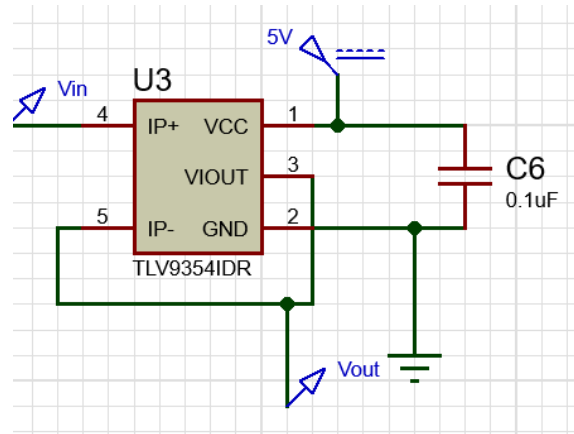 5V
Vin
U3
4 IP+ VCC 1
VIOUT 3
5 IP- GND 2
TLV9354IDR
C6
0.1uF
Vout